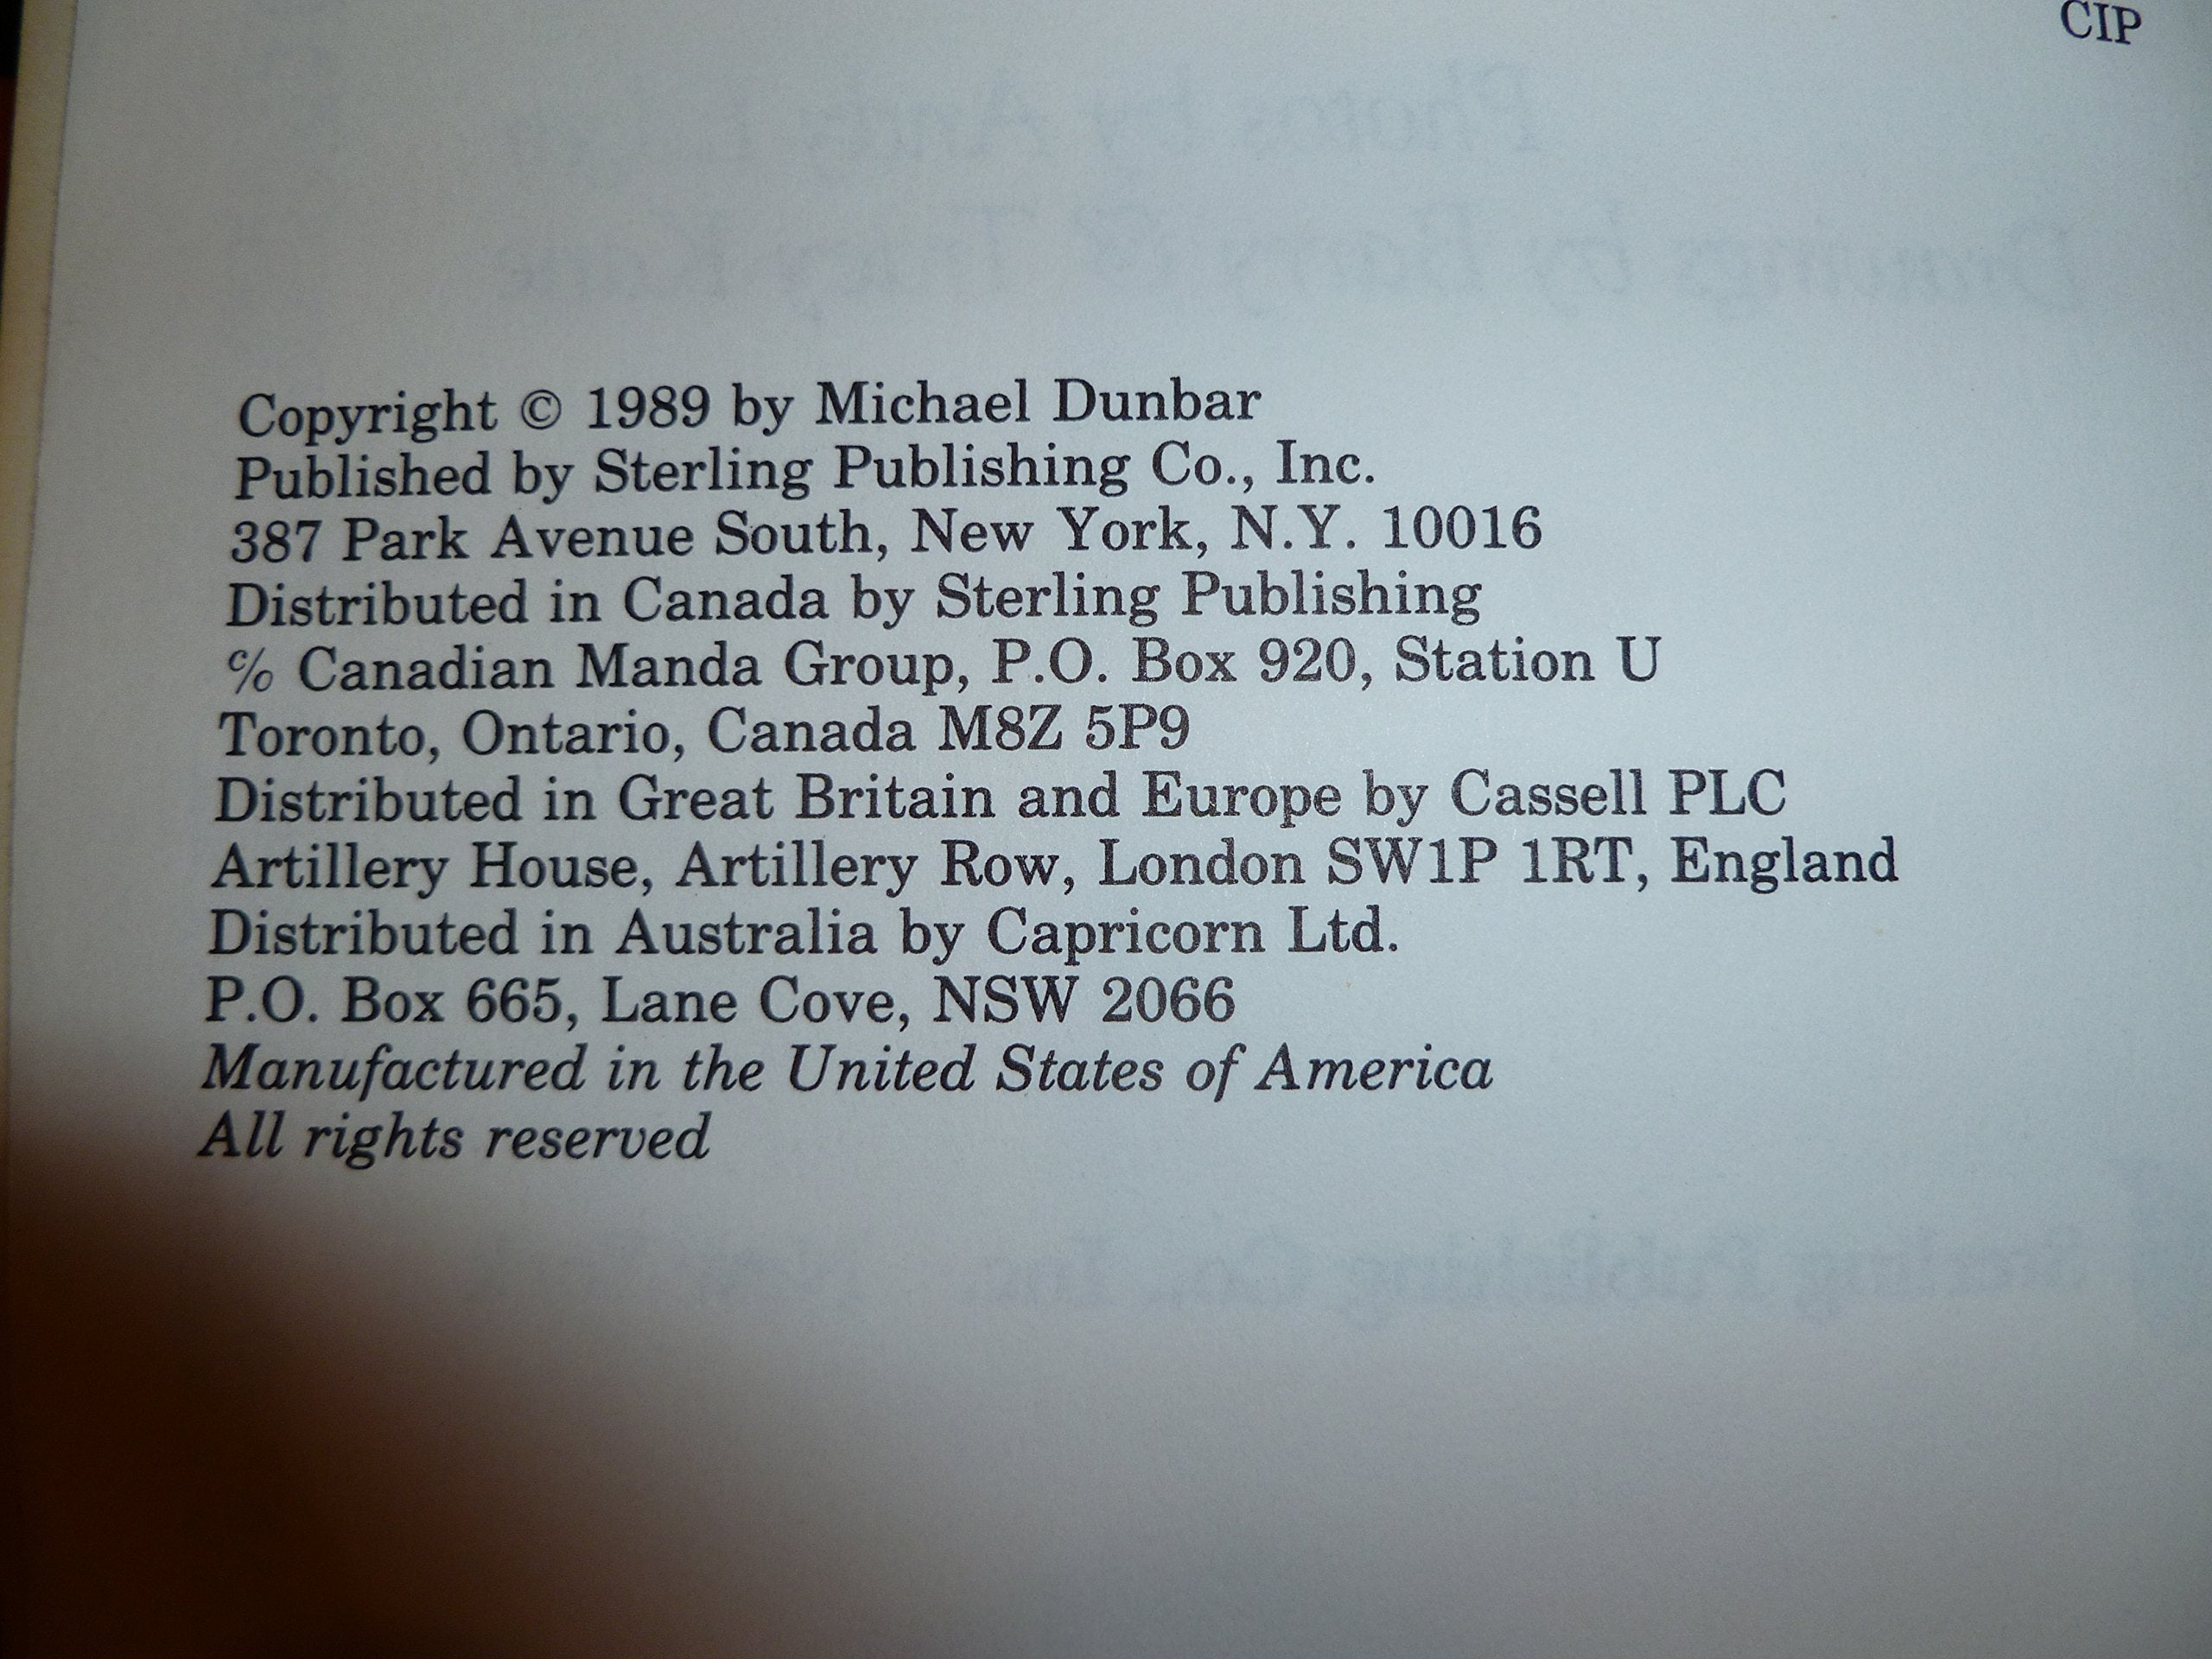 CIP
Copyright © 1989 by Michael Dunbar
Published by Sterling Publishing Co., Inc.
387 Park Avenue South, New York, N.Y. 10016
Distributed in Canada by Sterling Publishing
℅ Canadian Manda Group, P.O. Box 920, Station U
Toronto, Ontario, Canada M8Z 5P9
Distributed in Great Britain and Europe by Cassell PLC
Artillery House, Artillery Row, London SW1P 1RT, England
Distributed in Australia by Capricorn Ltd.
P.O. Box 665, Lane Cove, NSW 2066
Manufactured in the United States of America
All rights reserved